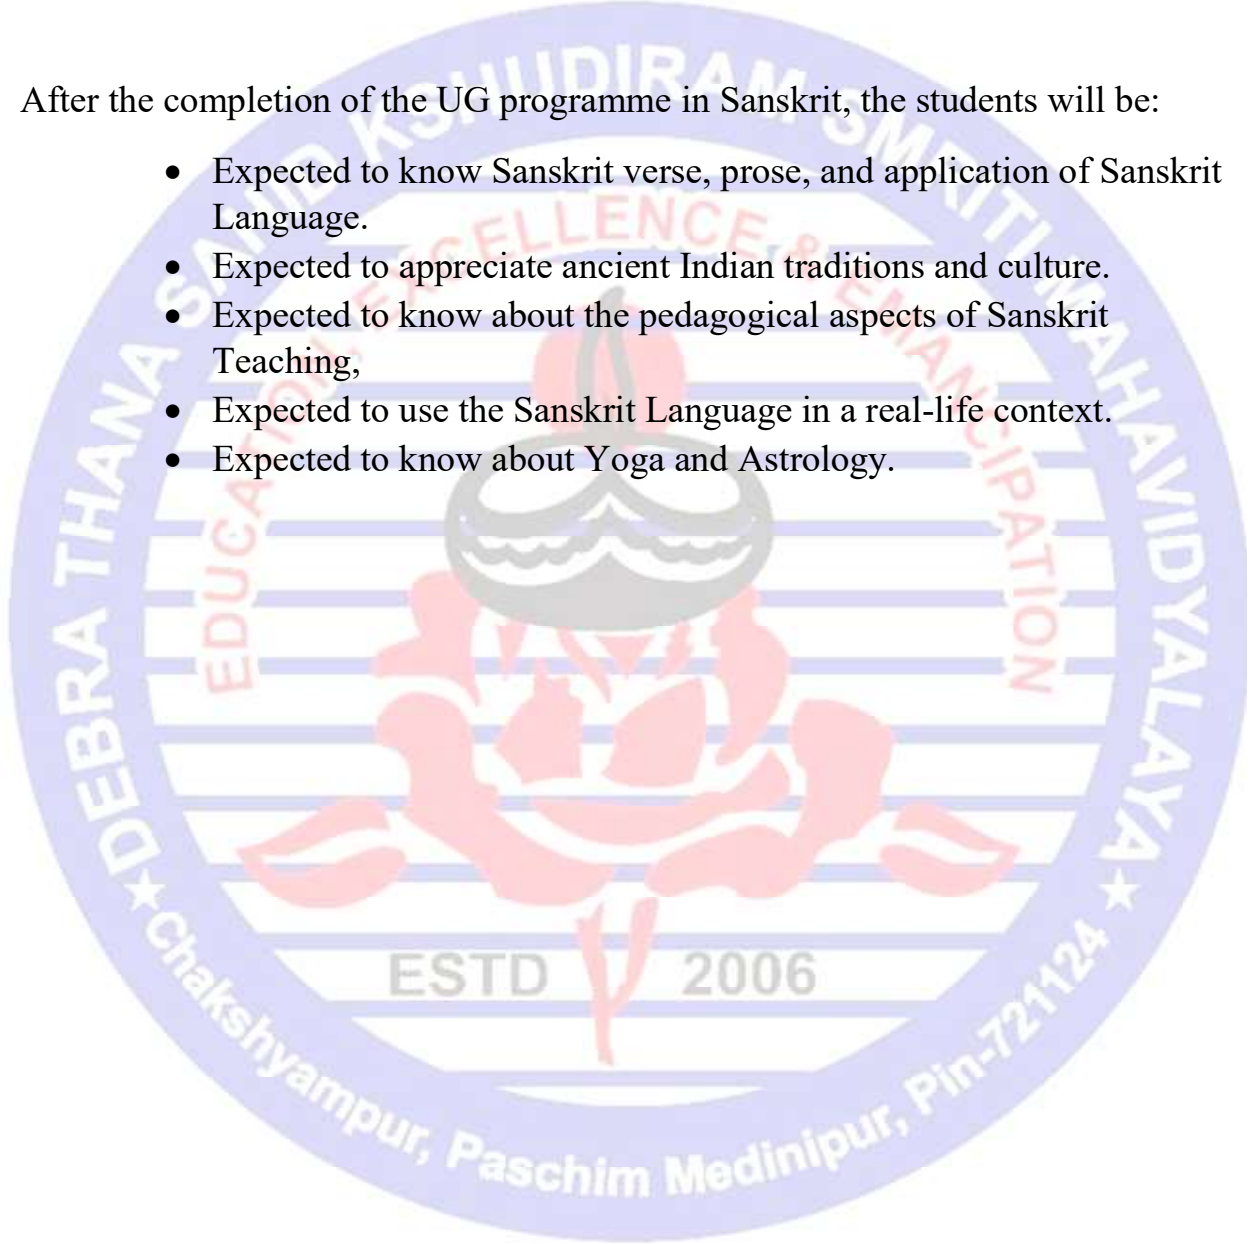 After the completion of the UG programme in Sanskrit, the students will be:
• Expected to know Sanskrit verse, prose, and application of Sanskrit
Language.
• Expected to appreciate ancient Indian traditions and culture.
• Expected to know about the pedagogical aspects of Sanskrit
Teaching,
• Expected to use the Sanskrit Language in a real-life context.
• Expected to know about Yoga and Astrology.
DEBRA THANA SAHID KSHUDIRAM SMRITI MAHAVIDYALAYA
EDUCATION, EXCELLENCE & EMANCIPATION
ESTD 2006
Chakshyampur, Paschim Medinipur, Pin-721124